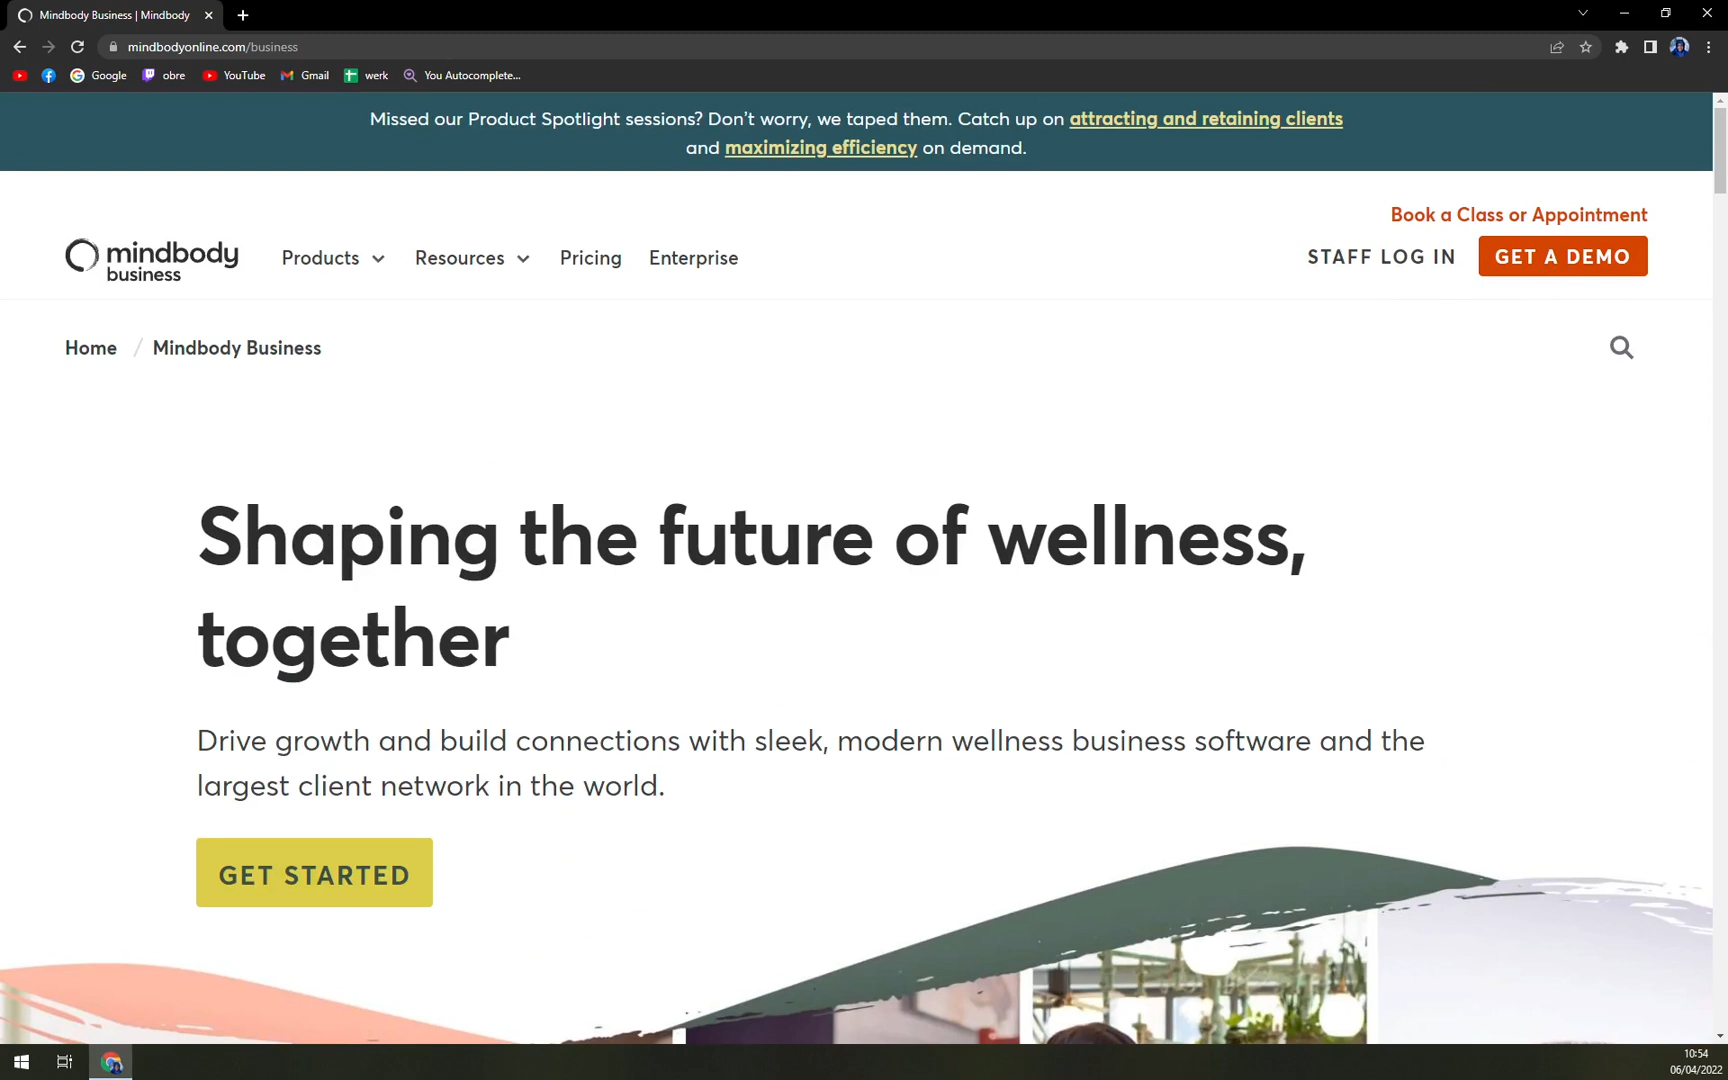 Mindbody Business | Mindbody
mindbodyonline.com/business
Google
obre
YouTube
Gmail
werk
You Autocomplete...
Missed our Product Spotlight sessions? Don't worry, we taped them. Catch up on attracting and retaining clients
and maximizing efficiency on demand.
Book a Class or Appointment
mindbody
business
Products
Resources
Pricing
Enterprise
STAFF LOG IN
GET A DEMO
Home / Mindbody Business
Shaping the future of wellness,
together
Drive growth and build connections with sleek, modern wellness business software and the
largest client network in the world.
GET STARTED
10:54
06/04/2022